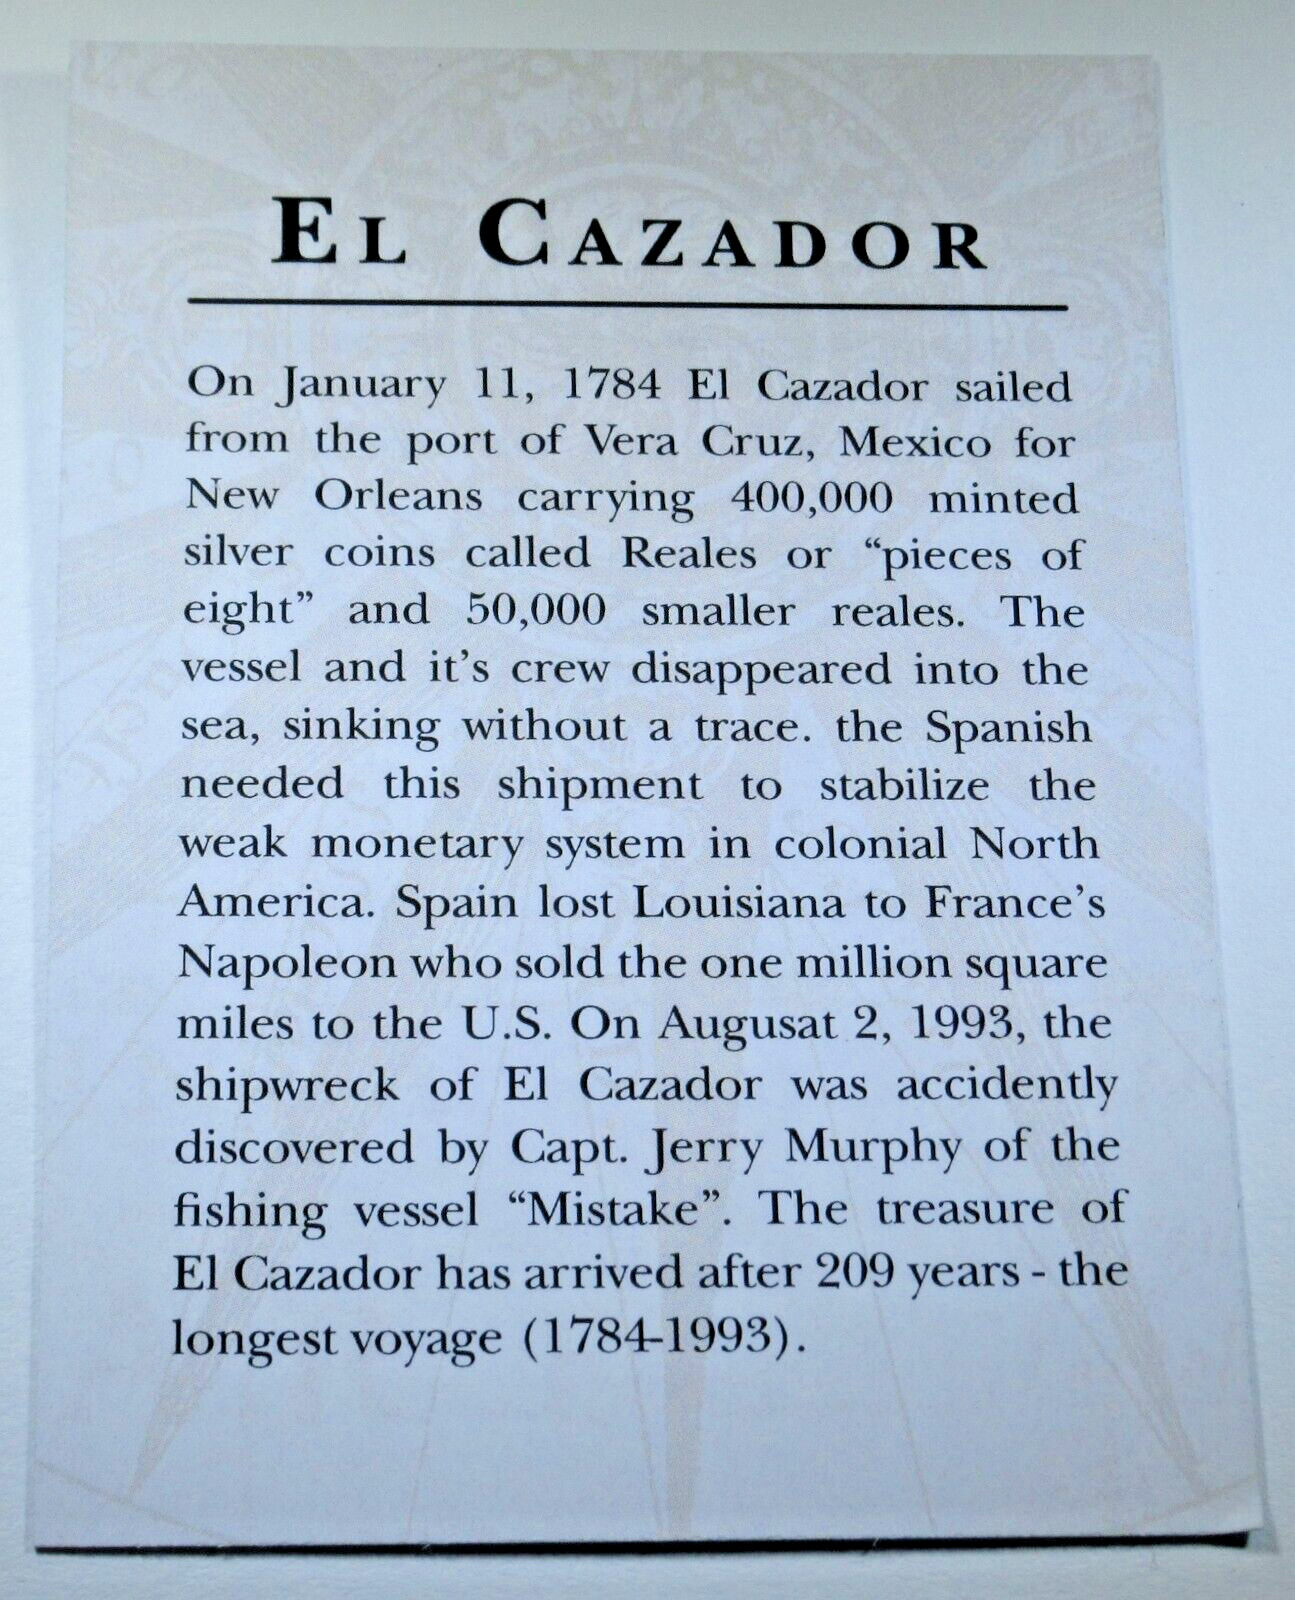 EL CAZADOR
On January 11, 1784 El Cazador sailed
from the port of Vera Cruz, Mexico for
New Orleans carrying 400,000 minted
silver coins called Reales or “pieces of
eight” and 50,000 smaller reales. The
vessel and it’s crew disappeared into the
sea, sinking without a trace. the Spanish
needed this shipment to stabilize the
weak monetary system in colonial North
America. Spain lost Louisiana to France’s
Napoleon who sold the one million square
miles to the U.S. On Augusat 2, 1993, the
shipwreck of El Cazador was accidently
discovered by Capt. Jerry Murphy of the
fishing vessel “Mistake”. The treasure of
El Cazador has arrived after 209 years - the
longest voyage (1784-1993).